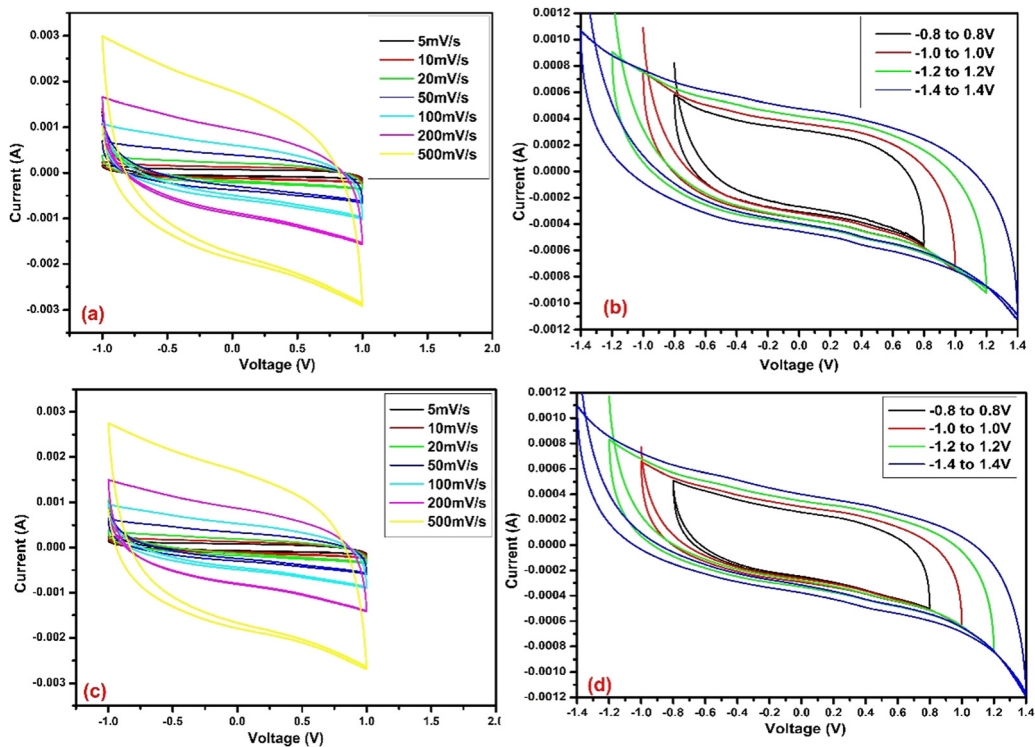 (a)
Current (A)
0.003
0.002
0.001
0.000
-0.001
-0.002
-0.003
-1.0 -0.5 0.0 0.5 1.0 1.5 2.0
Voltage (V)
5mV/s
10mV/s
20mV/s
50mV/s
100mV/s
200mV/s
500mV/s
(b)
Current (A)
0.0012
0.0010
0.0008
0.0006
0.0004
0.0002
0.0000
-0.0002
-0.0004
-0.0006
-0.0008
-0.0010
-0.0012
-1.4 -1.2 -1.0 -0.8 -0.6 -0.4 -0.2 0.0 0.2 0.4 0.6 0.8 1.0 1.2 1.4
Voltage (V)
-0.8 to 0.8V
-1.0 to 1.0V
-1.2 to 1.2V
-1.4 to 1.4V
(c)
Current (A)
0.003
0.002
0.001
0.000
-0.001
-0.002
-0.003
-1.0 -0.5 0.0 0.5 1.0 1.5 2.0
Voltage (V)
5mV/s
10mV/s
20mV/s
50mV/s
100mV/s
200mV/s
500mV/s
(d)
Current (A)
0.0012
0.0010
0.0008
0.0006
0.0004
0.0002
0.0000
-0.0002
-0.0004
-0.0006
-0.0008
-0.0010
-0.0012
-1.4 -1.2 -1.0 -0.8 -0.6 -0.4 -0.2 0.0 0.2 0.4 0.6 0.8 1.0 1.2 1.4
Voltage (V)
-0.8 to 0.8V
-1.0 to 1.0V
-1.2 to 1.2V
-1.4 to 1.4V